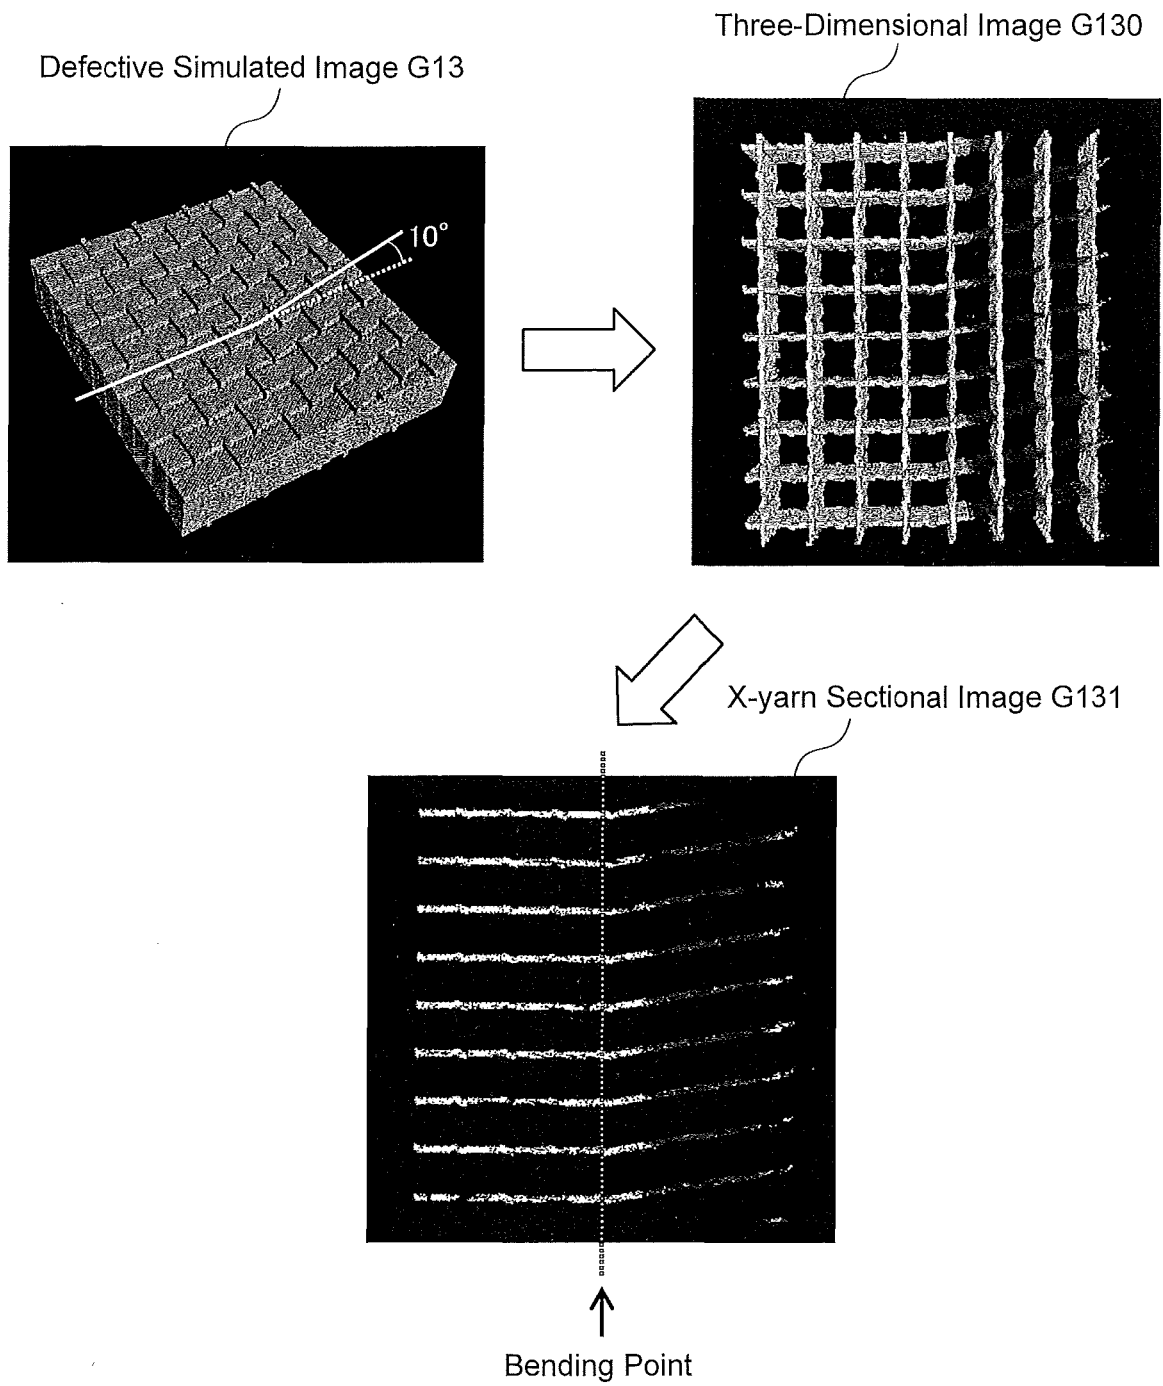 Three-Dimensional Image G130
Defective Simulated Image G13
10°
X-yarn Sectional Image G131
Bending Point